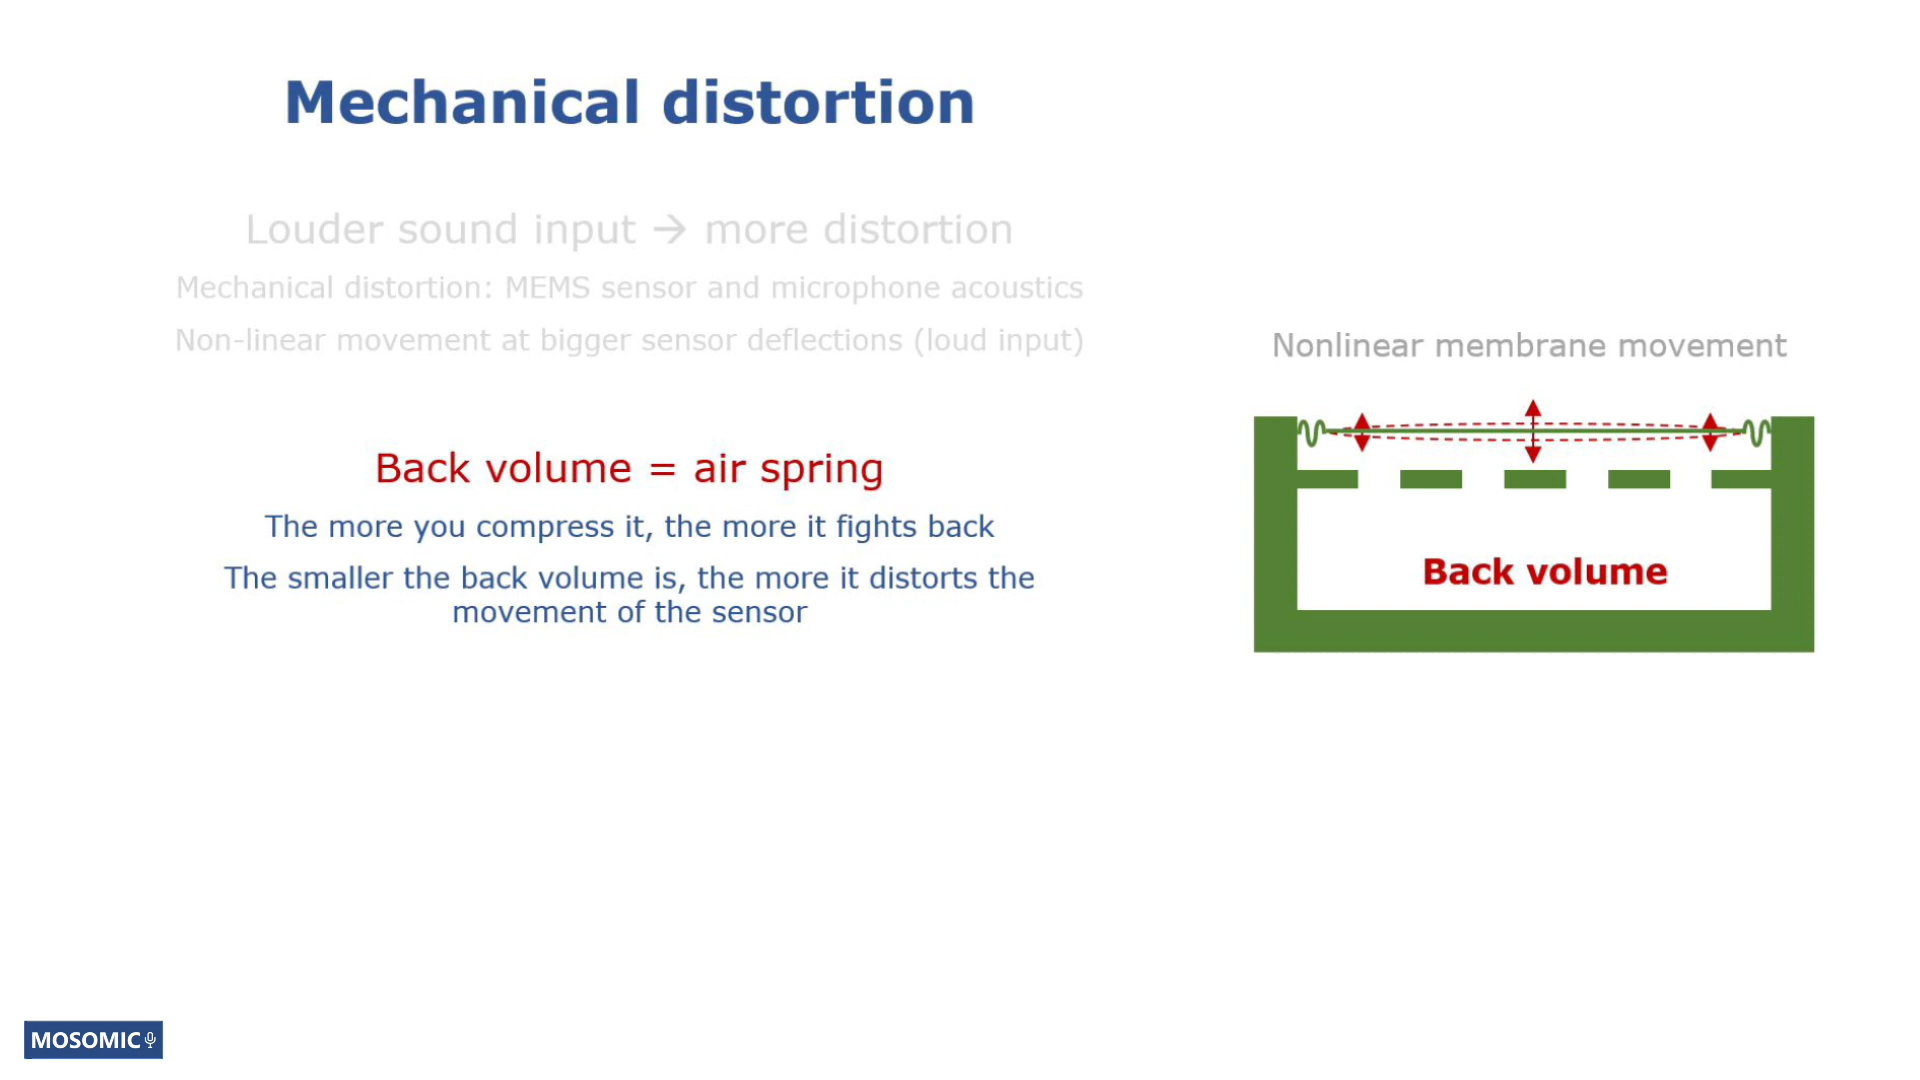 Mechanical distortion
Louder sound input → more distortion
Mechanical distortion: MEMS sensor and microphone acoustics
Non-linear movement at bigger sensor deflections (loud input)
Back volume = air spring
The more you compress it, the more it fights back
The smaller the back volume is, the more it distorts the
movement of the sensor
Nonlinear membrane movement
Back volume
MOSOMIC